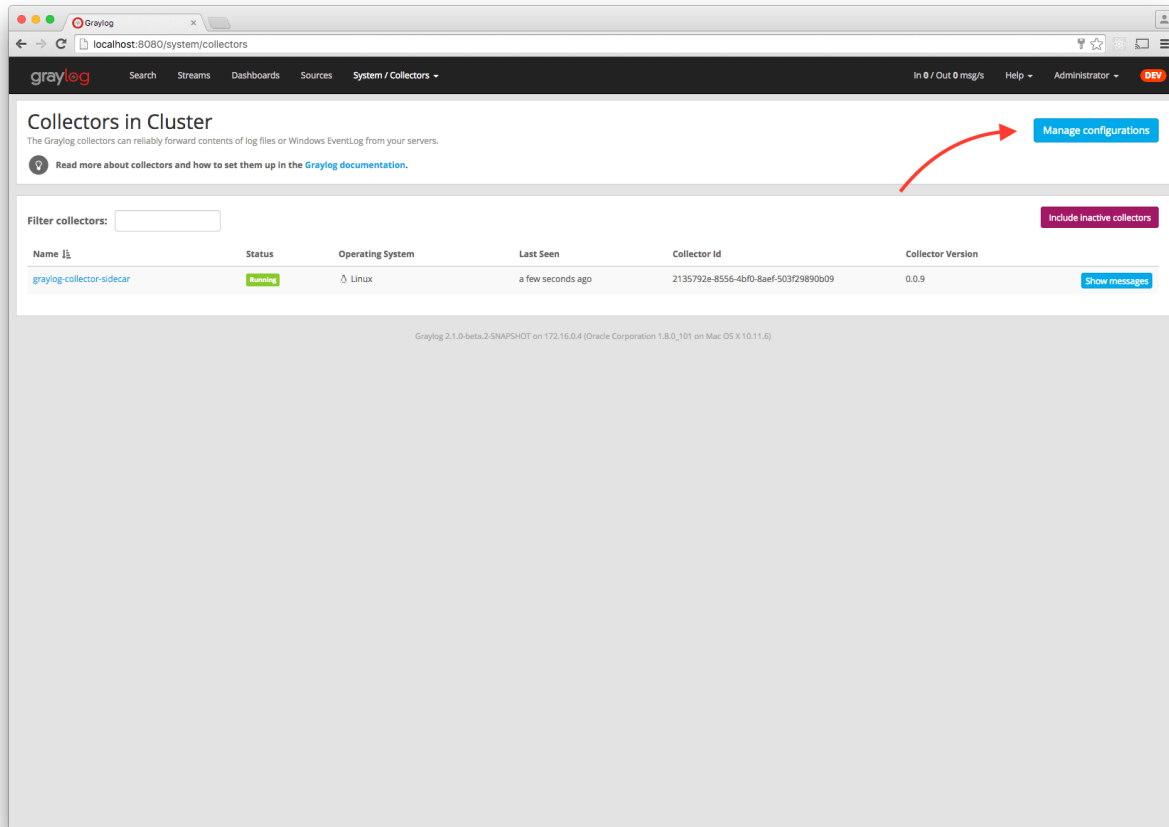 Graylog
localhost:8080/system/collectors
graylog Search Streams Dashboards Sources System / Collectors In 0 / Out 0 msg/s Help Administrator DEV
Collectors in Cluster
The Graylog collectors can reliably forward contents of log files or Windows EventLog from your servers.
Manage configurations
Read more about collectors and how to set them up in the Graylog documentation.
Filter collectors:
Include inactive collectors
Name Status Operating System Last Seen Collector Id Collector Version
graylog-collector-sidecar Running Linux a few seconds ago 2135792e-8556-4bf0-8aef-503f29890b09 0.0.9 Show messages
Graylog 2.1.0-beta.2-SNAPSHOT on 172.16.0.4 (Oracle Corporation 1.8.0_101 on Mac OS X 10.11.6)